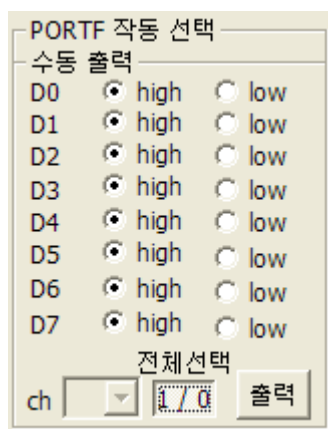 PORTF 작동 선택
수동 출력
D0 high low
D1 high low
D2 high low
D3 high low
D4 high low
D5 high low
D6 high low
D7 high low
전체선택
ch 1 / 0 출력